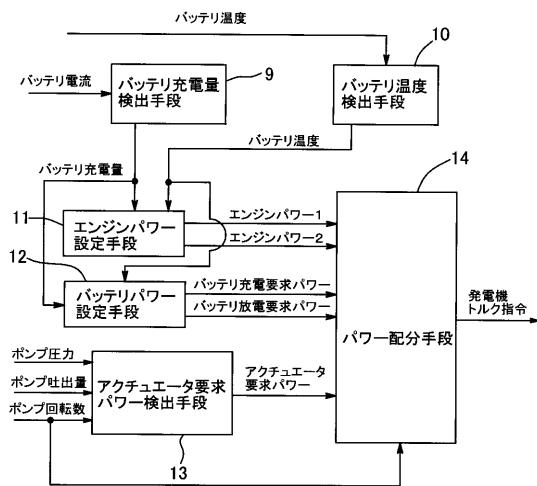 バッテリ温度
10
9
バッテリ電流
バッテリ充電量
検出手段
バッテリ温度
検出手段
バッテリ充電量
バッテリ温度
14
11
エンジンパワー
設定手段
エンジンパワー1
エンジンパワー2
12
バッテリパワー
設定手段
バッテリ充電要求パワー
バッテリ放電要求パワー
パワー配分手段
発電機
トルク指令
ポンプ圧力
ポンプ吐出量
ポンプ回転数
アクチュエータ要求
パワー検出手段
アクチュエータ
要求パワー
13